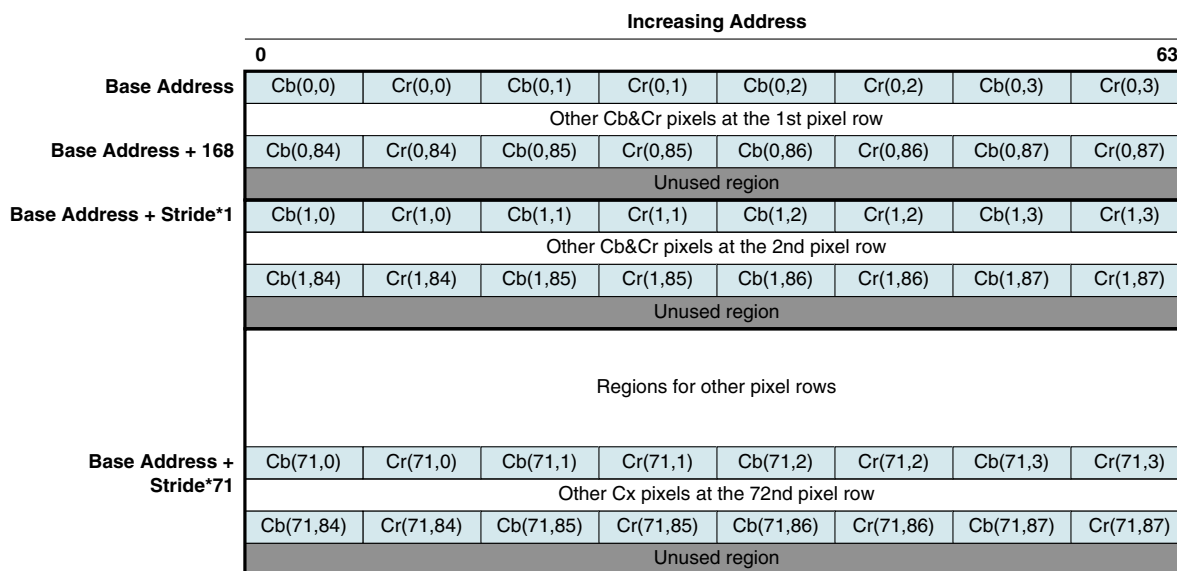 Increasing Address
0 63
Base Address Cb(0,0) Cr(0,0) Cb(0,1) Cr(0,1) Cb(0,2) Cr(0,2) Cb(0,3) Cr(0,3)
Other Cb&Cr pixels at the 1st pixel row
Base Address + 168 Cb(0,84) Cr(0,84) Cb(0,85) Cr(0,85) Cb(0,86) Cr(0,86) Cb(0,87) Cr(0,87)
Unused region
Base Address + Stride*1 Cb(1,0) Cr(1,0) Cb(1,1) Cr(1,1) Cb(1,2) Cr(1,2) Cb(1,3) Cr(1,3)
Other Cb&Cr pixels at the 2nd pixel row
Cb(1,84) Cr(1,84) Cb(1,85) Cr(1,85) Cb(1,86) Cr(1,86) Cb(1,87) Cr(1,87)
Unused region
Regions for other pixel rows
Base Address + Cb(71,0) Cr(71,0) Cb(71,1) Cr(71,1) Cb(71,2) Cr(71,2) Cb(71,3) Cr(71,3)
Stride*71
Other Cx pixels at the 72nd pixel row
Cb(71,84) Cr(71,84) Cb(71,85) Cr(71,85) Cb(71,86) Cr(71,86) Cb(71,87) Cr(71,87)
Unused region